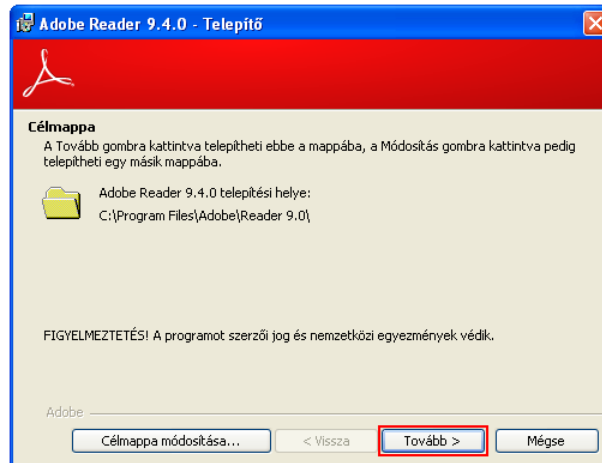 Adobe Reader 9.4.0 - Telepítő
Célmappa
A Tovább gombra kattintva telepítheti ebbe a mappába, a Módosítás gombra kattintva pedig
telepítheti egy másik mappába.
Adobe Reader 9.4.0 telepítési helye:
C:\Program Files\Adobe\Reader 9.0\
FIGYELMEZTETÉS! A programot szerzői jog és nemzetközi egyezmények védik.
Adobe
Célmappa módosítása... < Vissza Tovább > Mégse